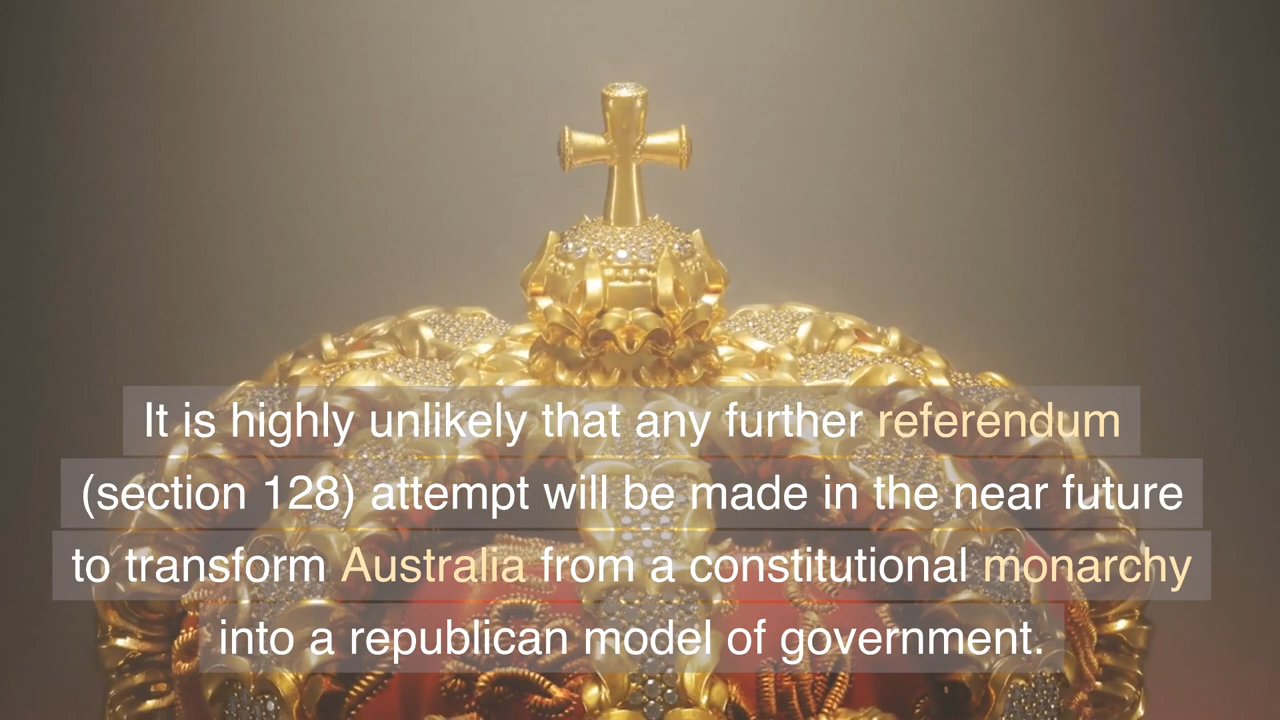 It is highly unlikely that any further referendum
(section 128) attempt will be made in the near future
to transform Australia from a constitutional monarchy
into a republican model of government.